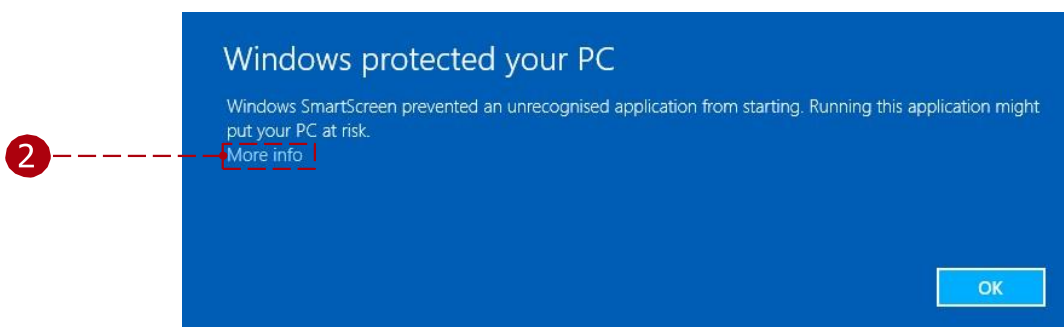 Windows protected your PC
Windows SmartScreen prevented an unrecognised application from starting. Running this application might
put your PC at risk.
2
More info
OK